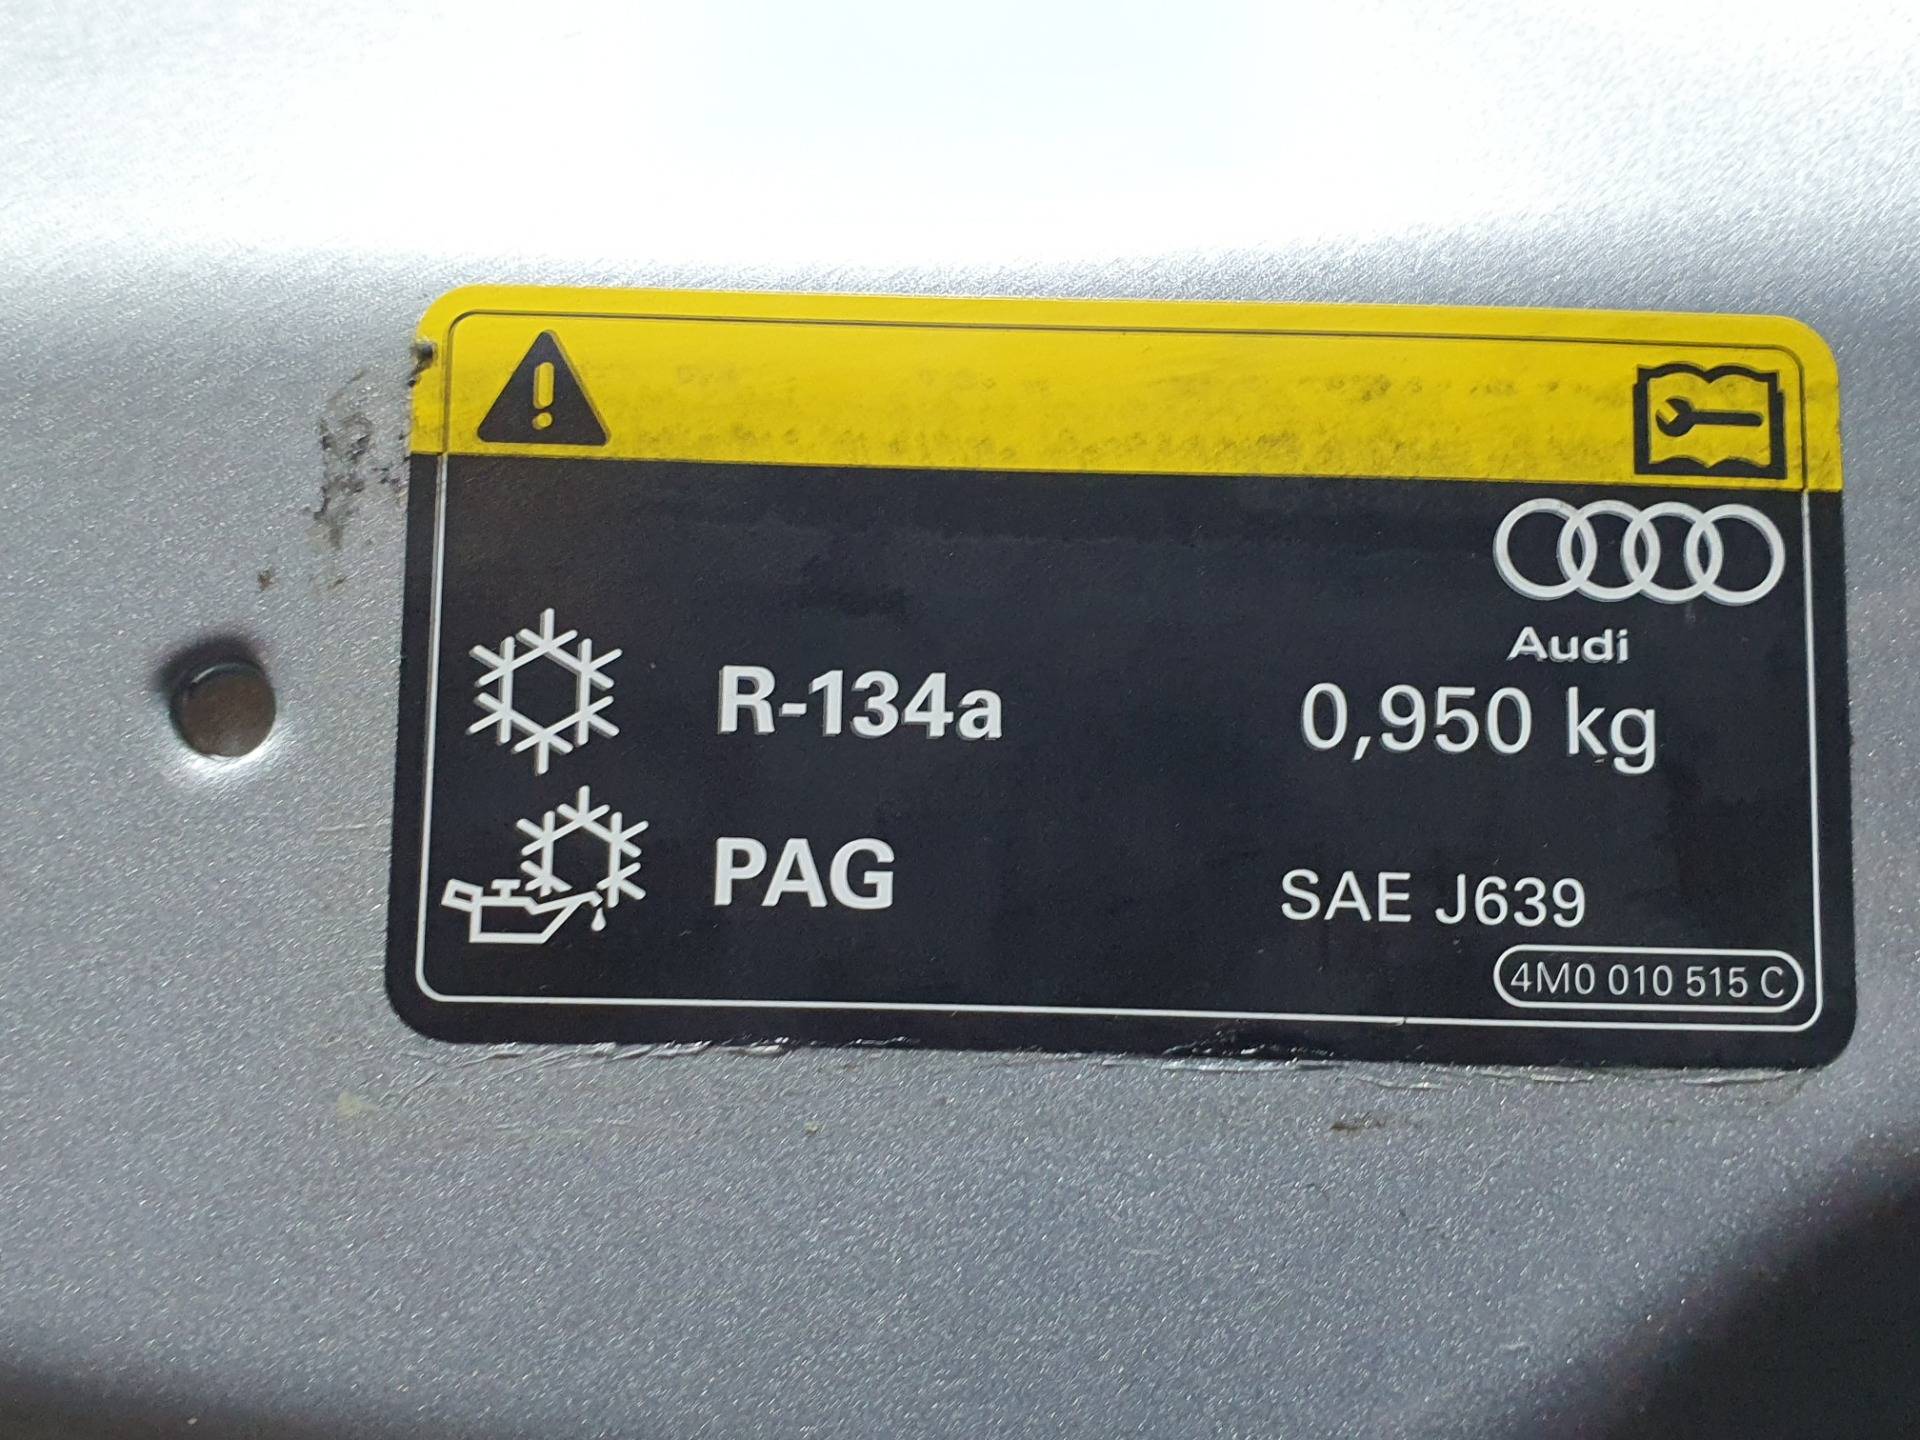 Audi
R-134a 0,950 kg
PAG SAE J639
4M0 010 515 C